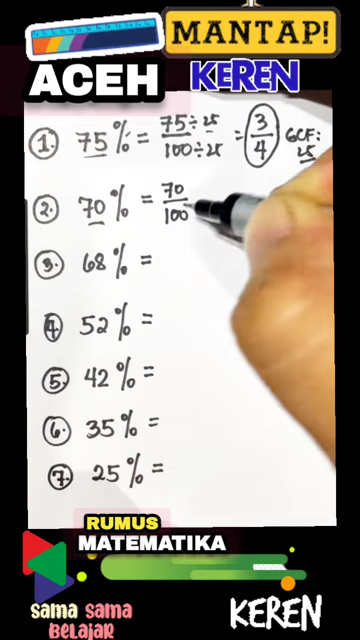 MANTAP!
ACEH KEREN
1. 75% = 75 ÷ 25 / 100 ÷ 25 = 3/4 GCF: 25
2. 70% = 70/100
3. 68% =
4. 52% =
5. 42% =
6. 35% =
7. 25% =
RUMUS
MATEMATIKA
sama sama
BELAJAR
KEREN